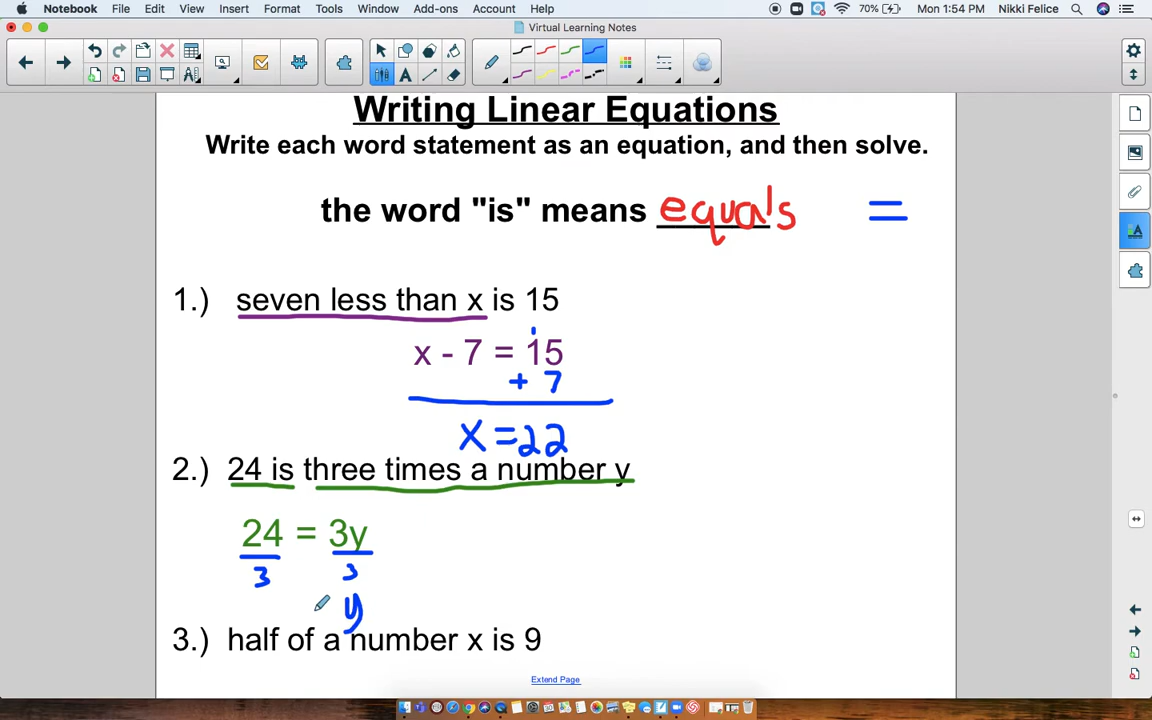 Notebook File Edit View Insert Format Tools Window Add-ons Account Help 70% Mon 1:54 PM Nikki Felice
Virtual Learning Notes
Writing Linear Equations
Write each word statement as an equation, and then solve.
the word "is" means equals =
1.) seven less than x is 15
x - 7 = 15
1
+ 7
x = 22
2.) 24 is three times a number y
24 = 3y
3 3
y
3.) half of a number x is 9
Extend Page